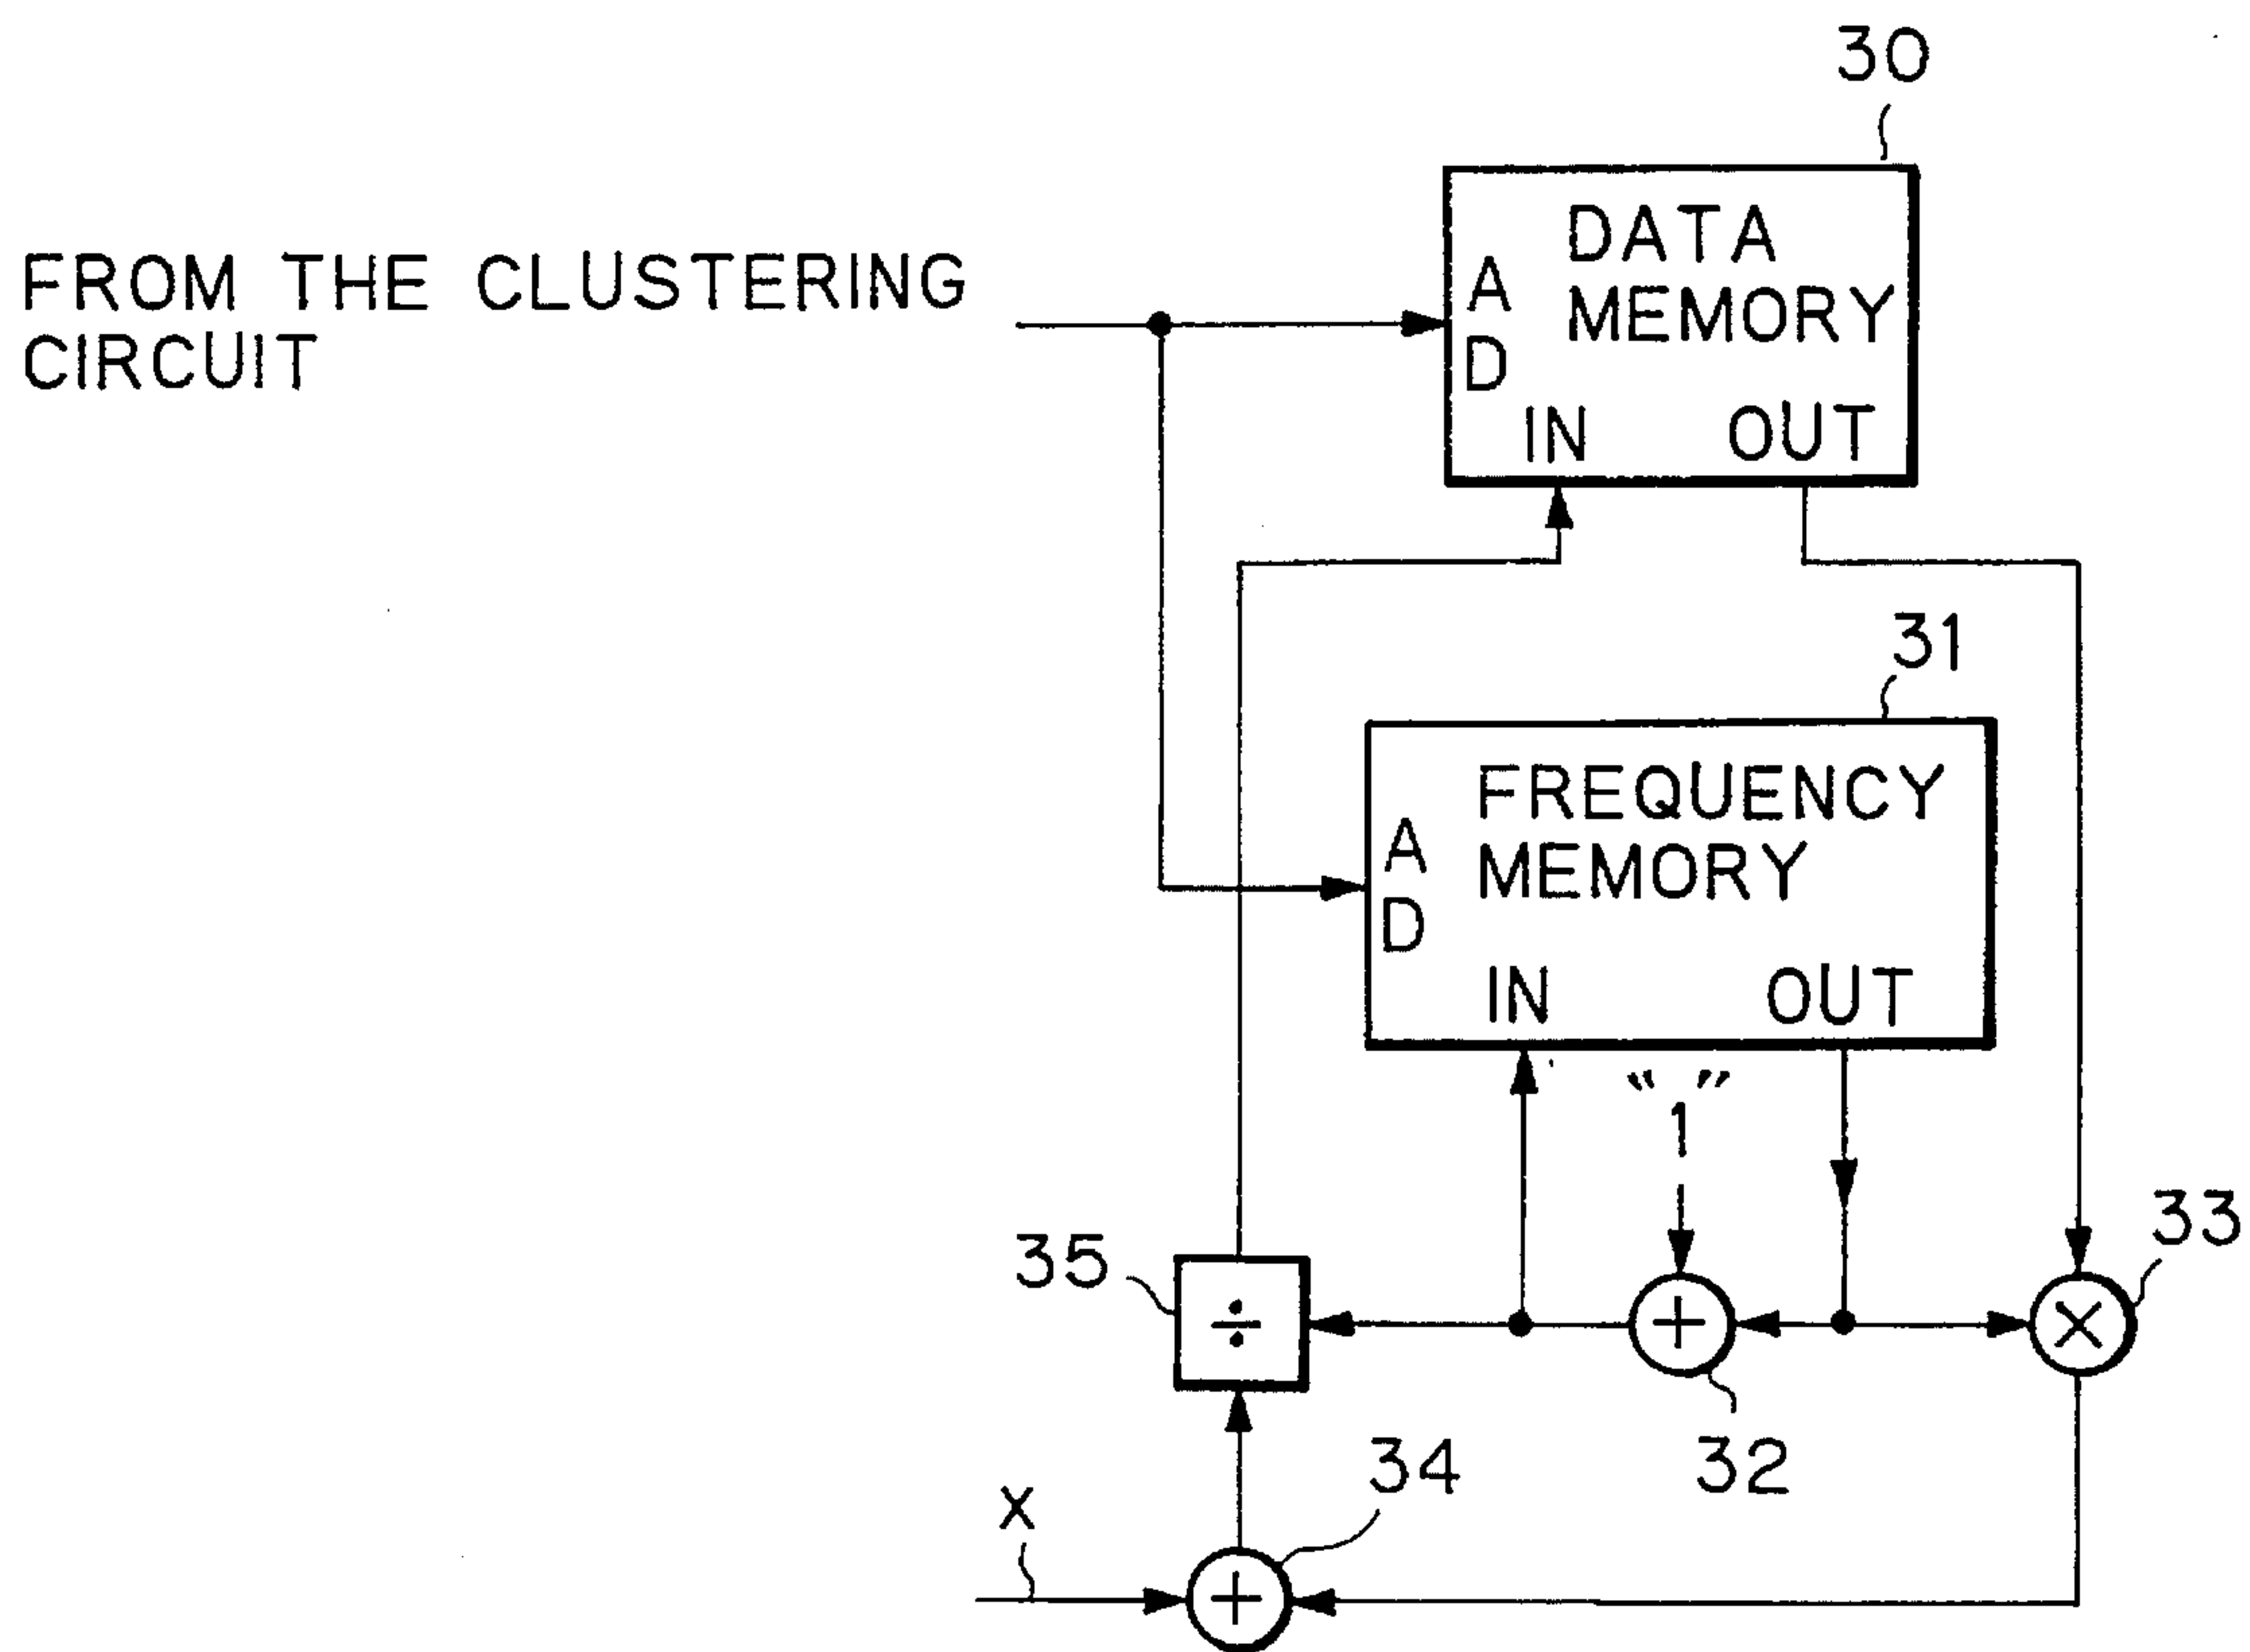 30
FROM THE CLUSTERING
CIRCUIT
A
D
DATA
MEMORY
IN OUT
31
A
D
FREQUENCY
MEMORY
IN OUT
"1"
33
35
÷
+
×
32
34
X
+